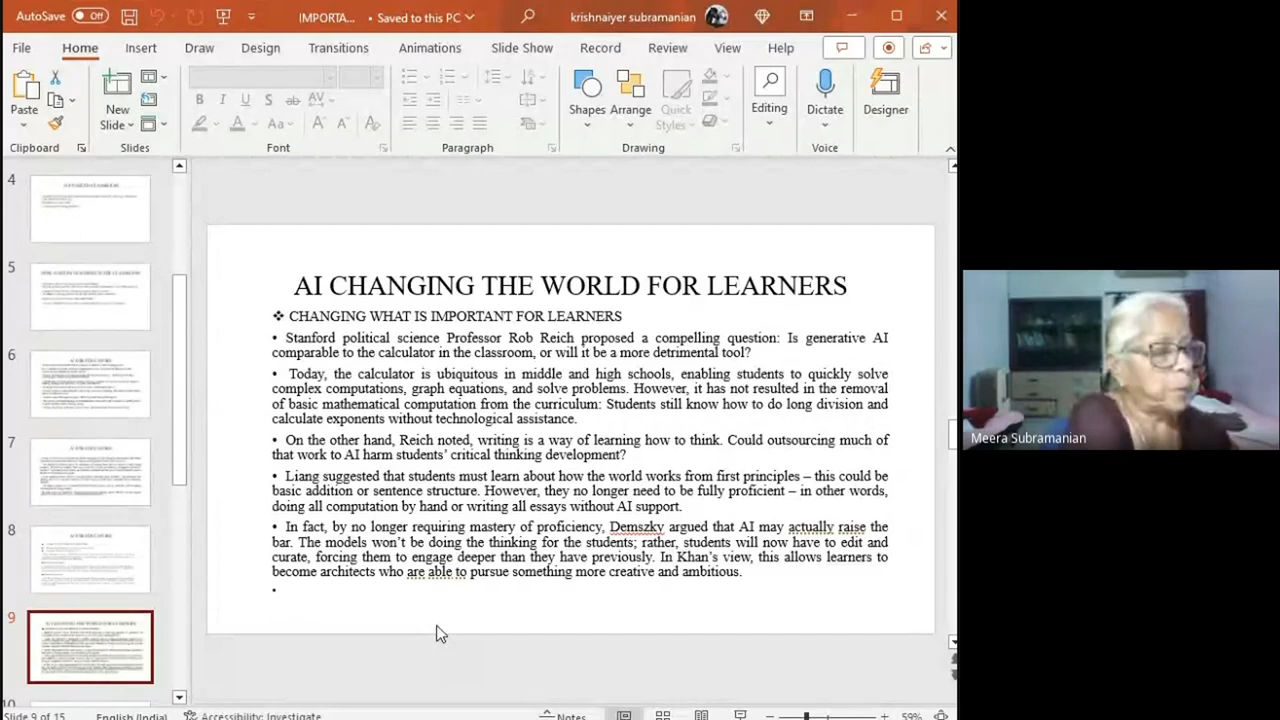 AutoSave Off IMPORTA... • Saved to this PC krishnaiyer subramanian
File Home Insert Draw Design Transitions Animations Slide Show Record Review View Help
Paste New Slide Shapes Arrange Quick Styles Editing Dictate Designer
B I U S ab AV
A Aa A A A
Clipboard Slides Font Paragraph Drawing Voice
4
5
6
7
8
9
AI CHANGING THE WORLD FOR LEARNERS
❖ CHANGING WHAT IS IMPORTANT FOR LEARNERS
• Stanford political science Professor Rob Reich proposed a compelling question: Is generative AI
comparable to the calculator in the classroom, or will it be a more detrimental tool?
Today, the calculator is ubiquitous in middle and high schools, enabling students to quickly solve
complex computations, graph equations, and solve problems. However, it has not resulted in the removal
of basic mathematical computation from the curriculum: Students still know how to do long division and
calculate exponents without technological assistance.
• On the other hand, Reich noted, writing is a way of learning how to think. Could outsourcing much of
that work to AI harm students’ critical thinking development?
• Liang suggested that students must learn about how the world works from first principles – this could be
basic addition or sentence structure. However, they no longer need to be fully proficient – in other words,
doing all computation by hand or writing all essays without AI support.
• In fact, by no longer requiring mastery of proficiency, Demszky argued that AI may actually raise the
bar. The models won’t be doing the thinking for the students; rather, students will now have to edit and
curate, forcing them to engage deeper than they have previously. In Khan’s view, this allows learners to
become architects who are able to pursue something more creative and ambitious.
•
Meera Subramanian
Slide 9 of 15 English (India) Accessibility: Investigate Notes 59%